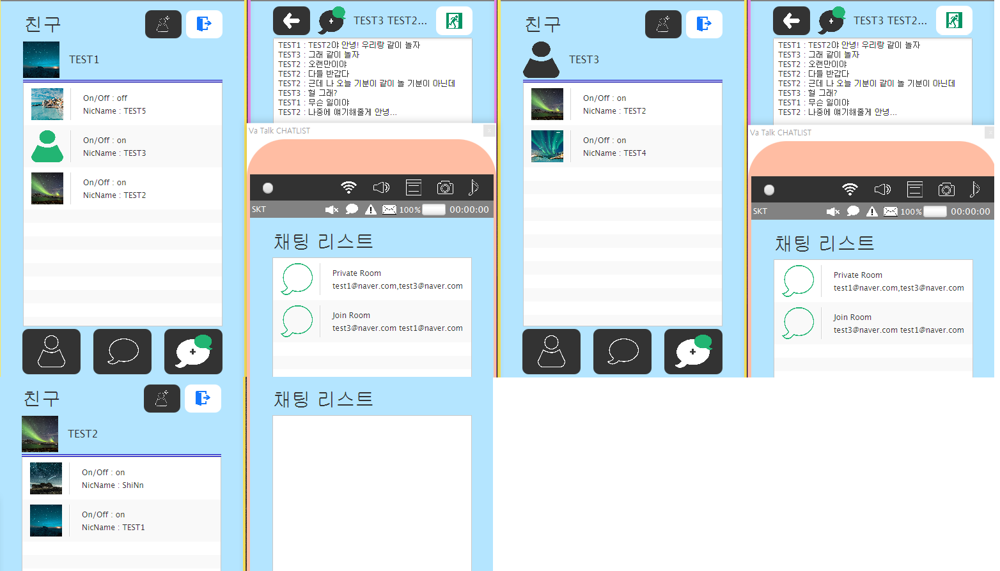 친구
TEST1
On/Off : off
NicName : TEST5
On/Off : on
NicName : TEST3
On/Off : on
NicName : TEST2
TEST3 TEST2...
TEST1 : TEST2야 안녕! 우리랑 같이 놀자
TEST3 : 그래 같이 놀자
TEST2 : 오랜만이야
TEST2 : 다들 반갑다
TEST2 : 근데 나 오늘 기분이 같이 놀 기분이 아닌데
TEST3 : 헐 그래?
TEST1 : 무슨 일이야
TEST2 : 나중에 얘기해줄게 안녕...
Va Talk CHATLIST
SKT 100% 00:00:00
채팅 리스트
Private Room
test1@naver.com,test3@naver.com
Join Room
test3@naver.com test1@naver.com
친구
TEST3
On/Off : on
NicName : TEST2
On/Off : on
NicName : TEST4
TEST3 TEST2...
TEST1 : TEST2야 안녕! 우리랑 같이 놀자
TEST3 : 그래 같이 놀자
TEST2 : 오랜만이야
TEST2 : 다들 반갑다
TEST2 : 근데 나 오늘 기분이 같이 놀 기분이 아닌데
TEST3 : 헐 그래?
TEST1 : 무슨 일이야
TEST2 : 나중에 얘기해줄게 안녕...
Va Talk CHATLIST
SKT 100% 00:00:00
채팅 리스트
Private Room
test1@naver.com,test3@naver.com
Join Room
test3@naver.com test1@naver.com
친구
TEST2
On/Off : on
NicName : ShiNn
On/Off : on
NicName : TEST1
채팅 리스트